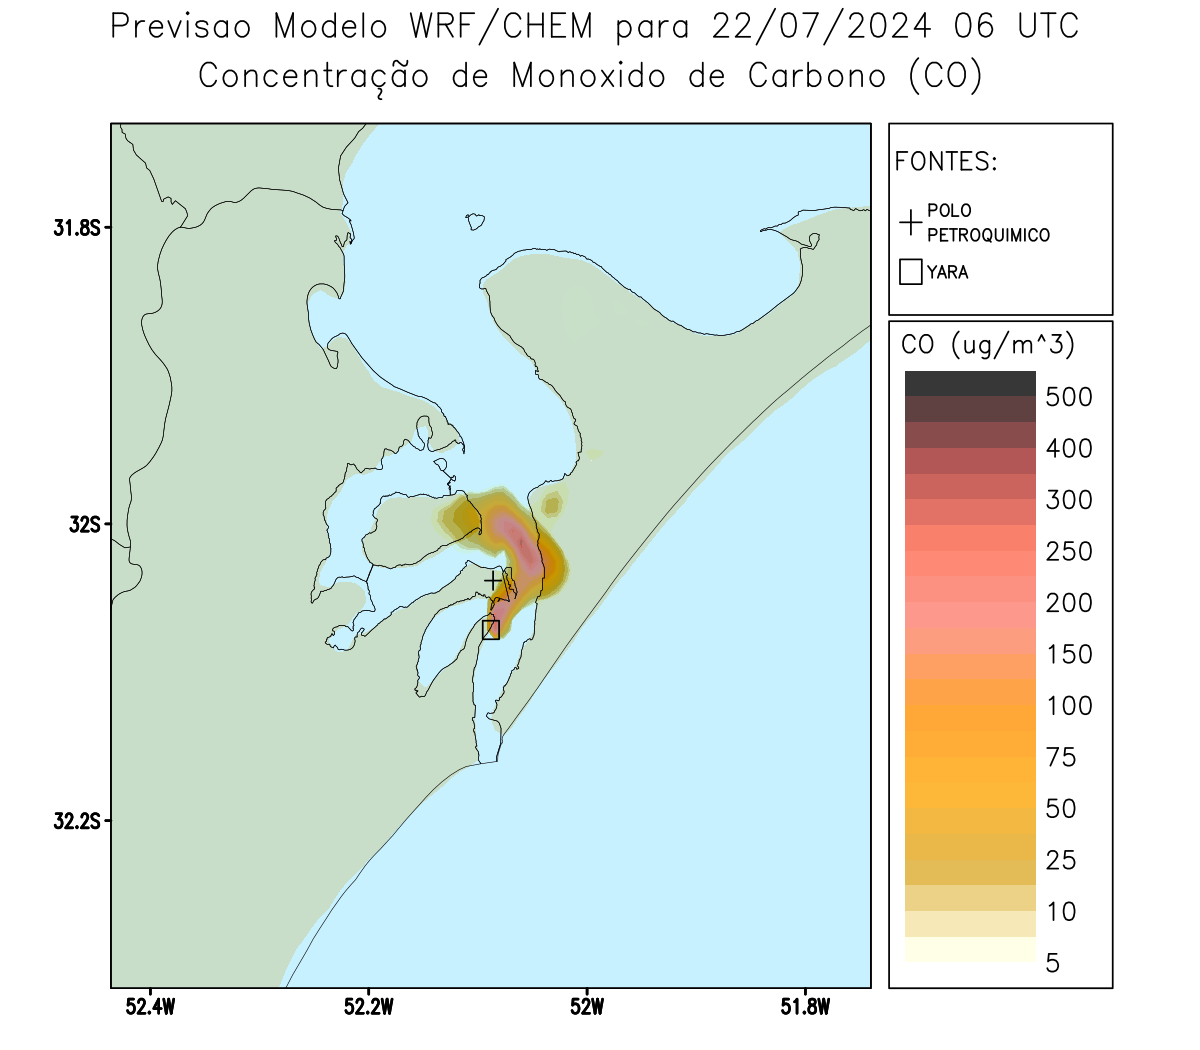 Previsao Modelo WRF/CHEM para 22/07/2024 06 UTC
Concentração de Monoxido de Carbono (CO)
31.8S
32S
32.2S
52.4W
52.2W
52W
51.8W
FONTES:
POLO
PETROQUIMICO
YARA
CO (ug/m^3)
500
400
300
250
200
150
100
75
50
25
10
5